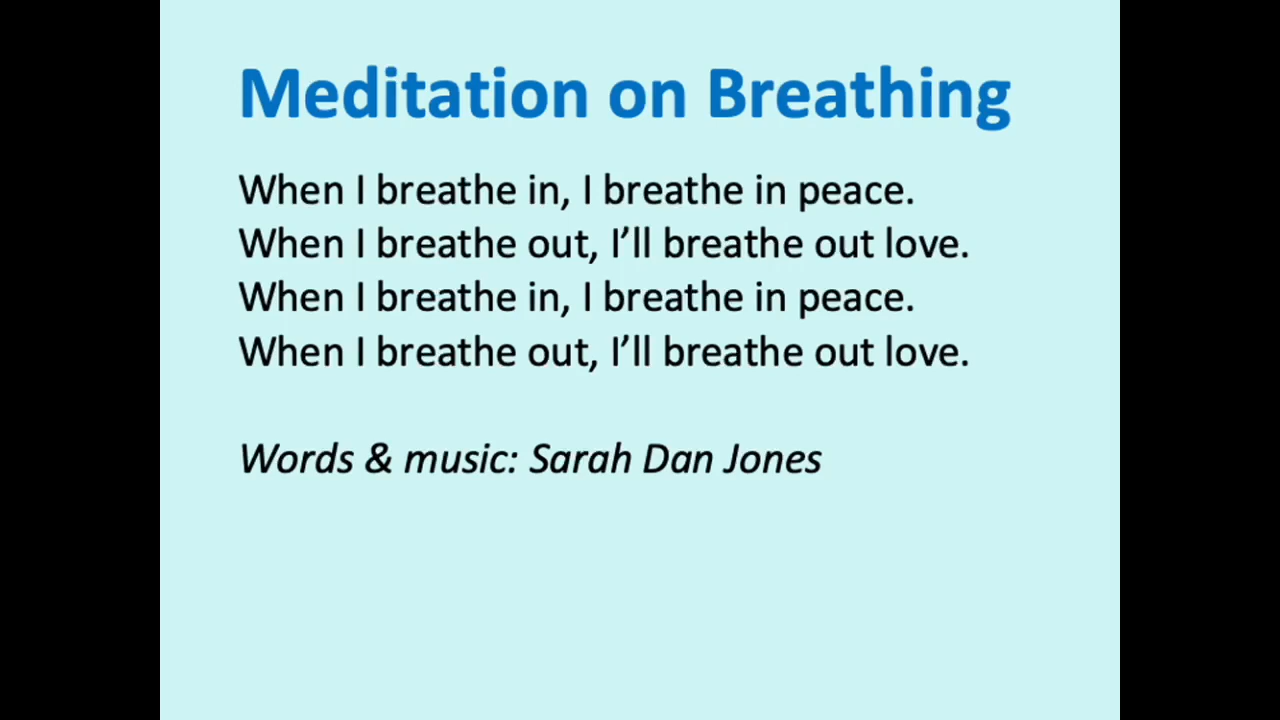 Meditation on Breathing
When I breathe in, I breathe in peace.
When I breathe out, I’ll breathe out love.
When I breathe in, I breathe in peace.
When I breathe out, I’ll breathe out love.
Words & music: Sarah Dan Jones